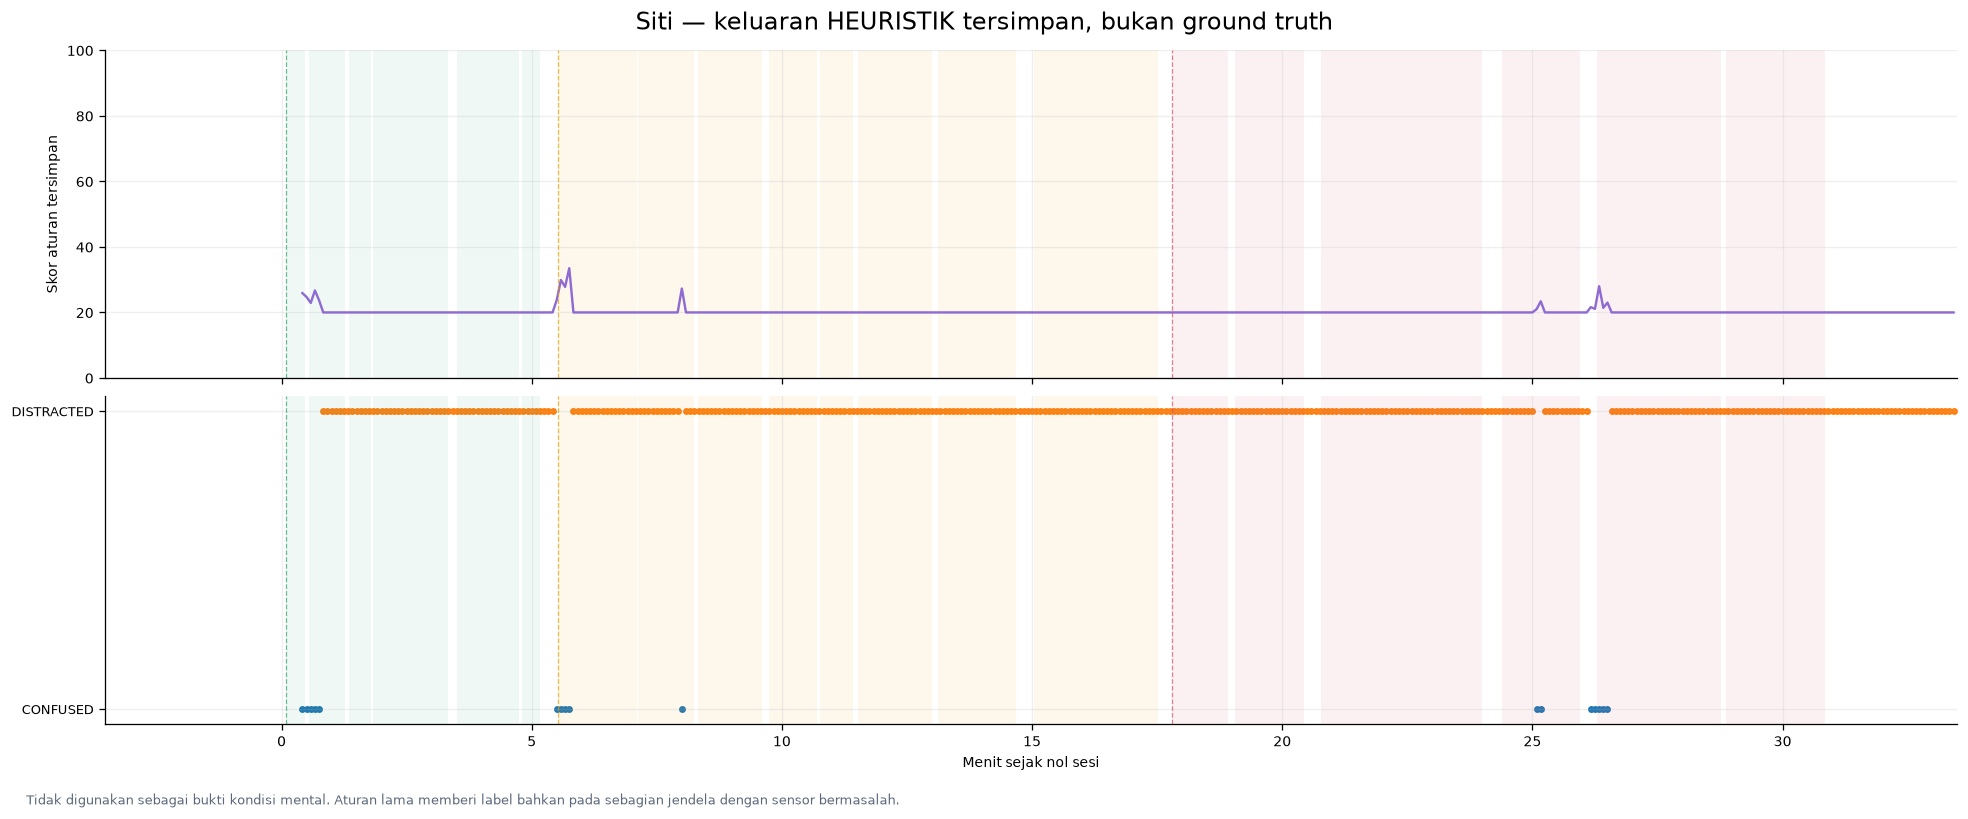 Siti — keluaran HEURISTIK tersimpan, bukan ground truth
Skor aturan tersimpan
100
80
60
40
20
0
DISTRACTED
CONFUSED
0 5 10 15 20 25 30
Menit sejak nol sesi
Tidak digunakan sebagai bukti kondisi mental. Aturan lama memberi label bahkan pada sebagian jendela dengan sensor bermasalah.